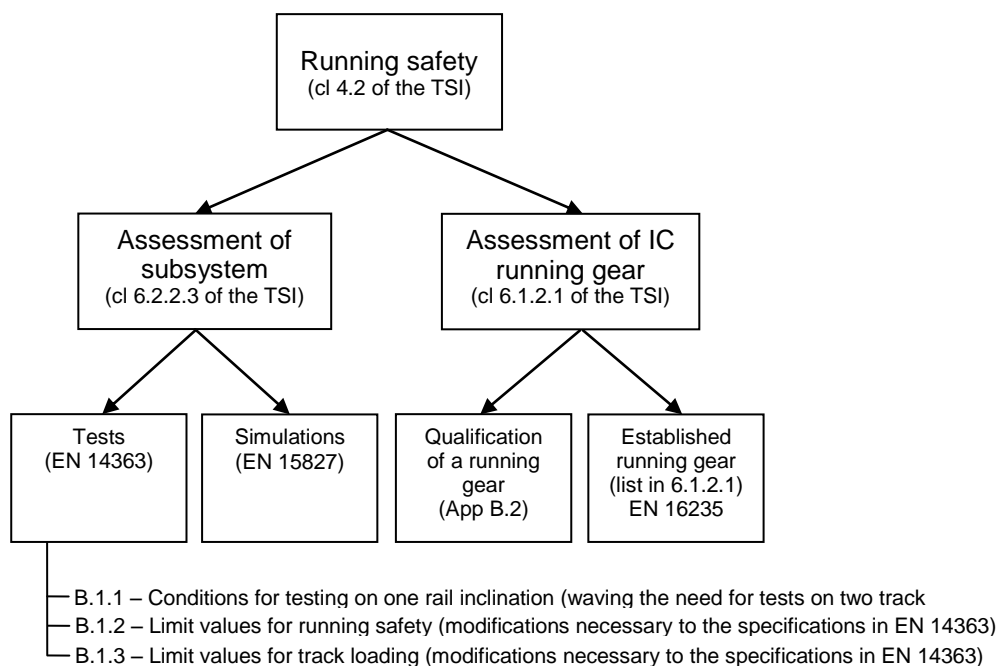 Running safety
(cl 4.2 of the TSI)
Assessment of
subsystem
(cl 6.2.2.3 of the TSI)
Assessment of IC
running gear
(cl 6.1.2.1 of the TSI)
Tests
(EN 14363)
Simulations
(EN 15827)
Qualification
of a running
gear
(App B.2)
Established
running gear
(list in 6.1.2.1)
EN 16235
B.1.1 – Conditions for testing on one rail inclination (waving the need for tests on two track
B.1.2 – Limit values for running safety (modifications necessary to the specifications in EN 14363)
B.1.3 – Limit values for track loading (modifications necessary to the specifications in EN 14363)